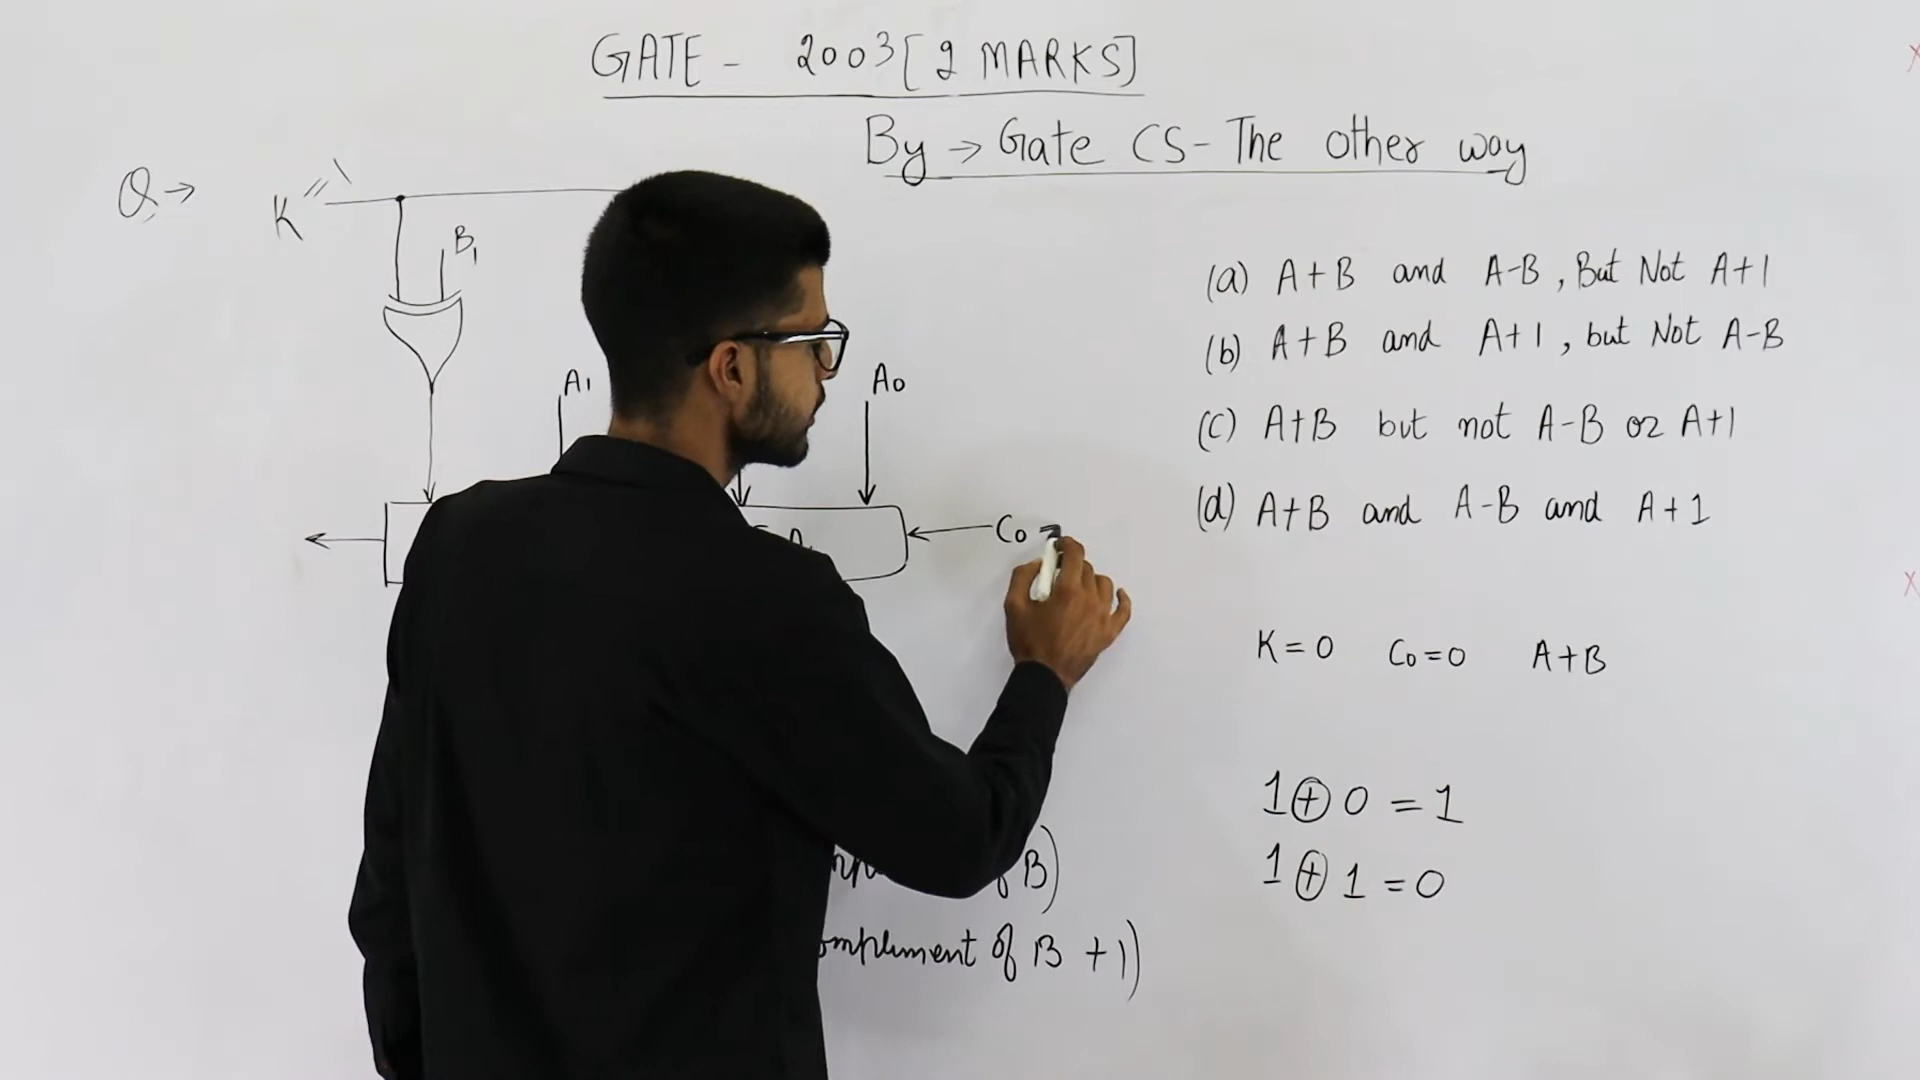 GATE - 2003 [2 MARKS]
By → Gate CS - The other way
Q →
K
B1
A1
A0
C0 =
(a) A+B and A-B, But Not A+1
(b) A+B and A+1, but Not A-B
(c) A+B but not A-B or A+1
(d) A+B and A-B and A+1
K=0 C0=0 A+B
1⊕0 = 1
1⊕1 = 0
of B)
of B +1)